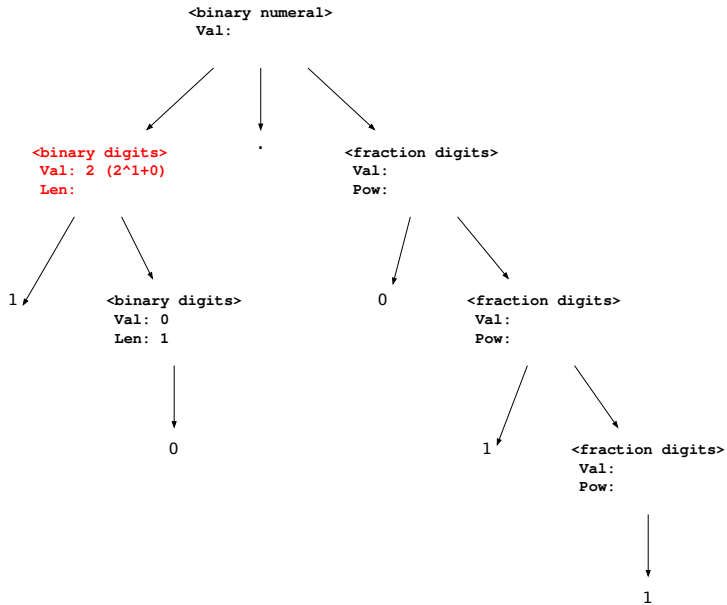 <binary numeral>
Val:
<binary digits>
Val: 2 (2^1+0)
Len:
.
<fraction digits>
Val:
Pow:
1
<binary digits>
Val: 0
Len: 1
0
<fraction digits>
Val:
Pow:
0
1
<fraction digits>
Val:
Pow:
1